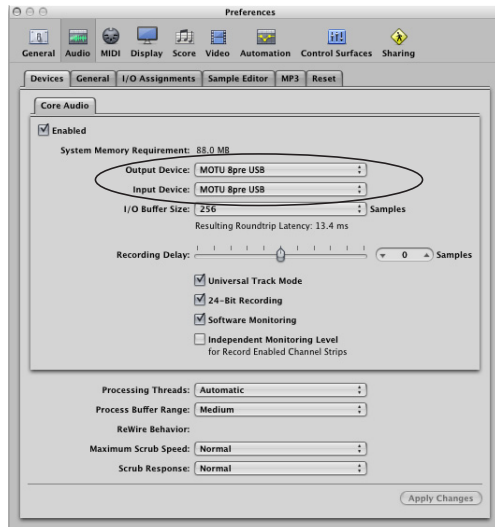 Preferences
General Audio MIDI Display Score Video Automation Control Surfaces Sharing
Devices General I/O Assignments Sample Editor MP3 Reset
Core Audio
Enabled
System Memory Requirement: 88.0 MB
Output Device: MOTU 8pre USB
Input Device: MOTU 8pre USB
I/O Buffer Size: 256 Samples
Resulting Roundtrip Latency: 13.4 ms
Recording Delay: 0 Samples
Universal Track Mode
24-Bit Recording
Software Monitoring
Independent Monitoring Level
for Record Enabled Channel Strips
Processing Threads: Automatic
Process Buffer Range: Medium
ReWire Behavior:
Maximum Scrub Speed: Normal
Scrub Response: Normal
Apply Changes